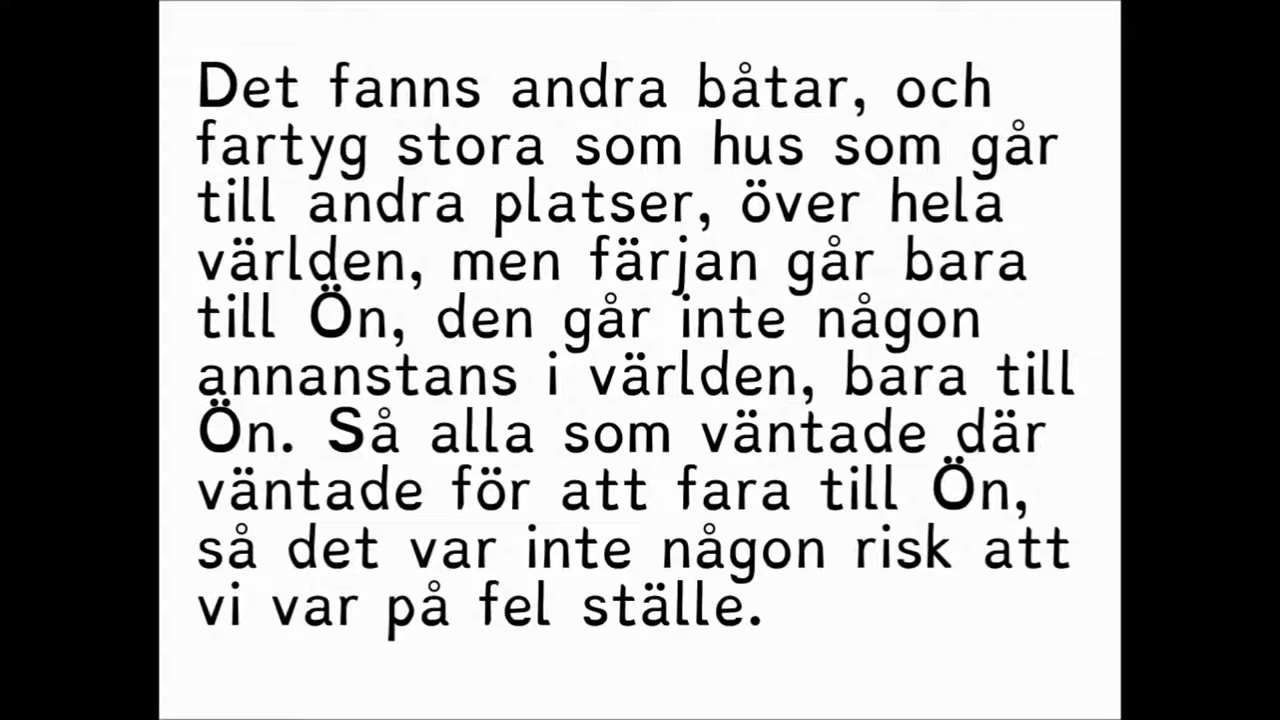 Det fanns andra båtar, och
fartyg stora som hus som går
till andra platser, över hela
världen, men färjan går bara
till Ön, den går inte någon
annanstans i världen, bara till
Ön. Så alla som väntade där
väntade för att fara till Ön,
så det var inte någon risk att
vi var på fel ställe.